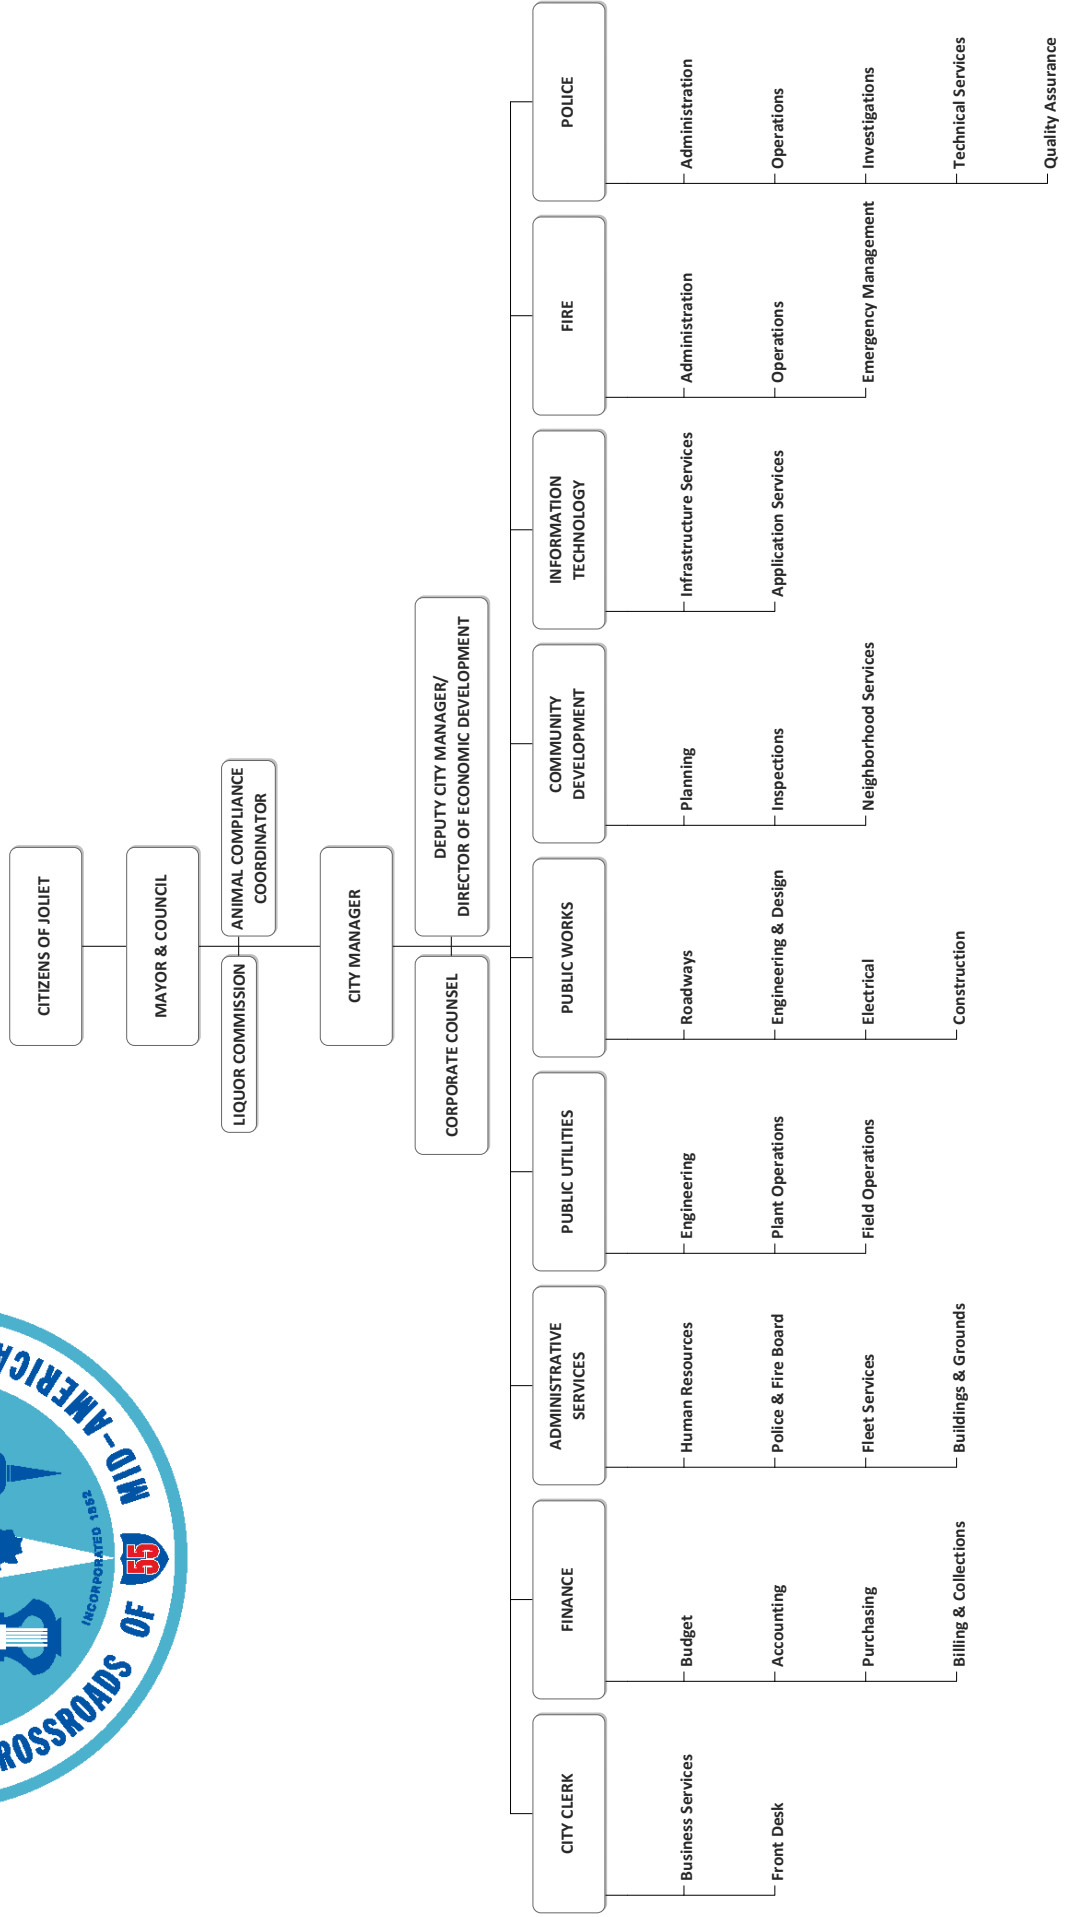 CITIZENS OF JOLIET
MAYOR & COUNCIL
LIQUOR COMMISSION
ANIMAL COMPLIANCE
COORDINATOR
CITY MANAGER
CORPORATE COUNSEL
DEPUTY CITY MANAGER/
DIRECTOR OF ECONOMIC DEVELOPMENT
CITY CLERK
Business Services
Front Desk
FINANCE
Budget
Accounting
Purchasing
Billing & Collections
ADMINISTRATIVE
SERVICES
Human Resources
Police & Fire Board
Fleet Services
Buildings & Grounds
PUBLIC UTILITIES
Engineering
Plant Operations
Field Operations
PUBLIC WORKS
Roadways
Engineering & Design
Electrical
Construction
COMMUNITY
DEVELOPMENT
Planning
Inspections
Neighborhood Services
INFORMATION
TECHNOLOGY
Infrastructure Services
Application Services
FIRE
Administration
Operations
Emergency Management
POLICE
Administration
Operations
Investigations
Technical Services
Quality Assurance
INCORPORATED 1852
OF 55 MID-AMERICA